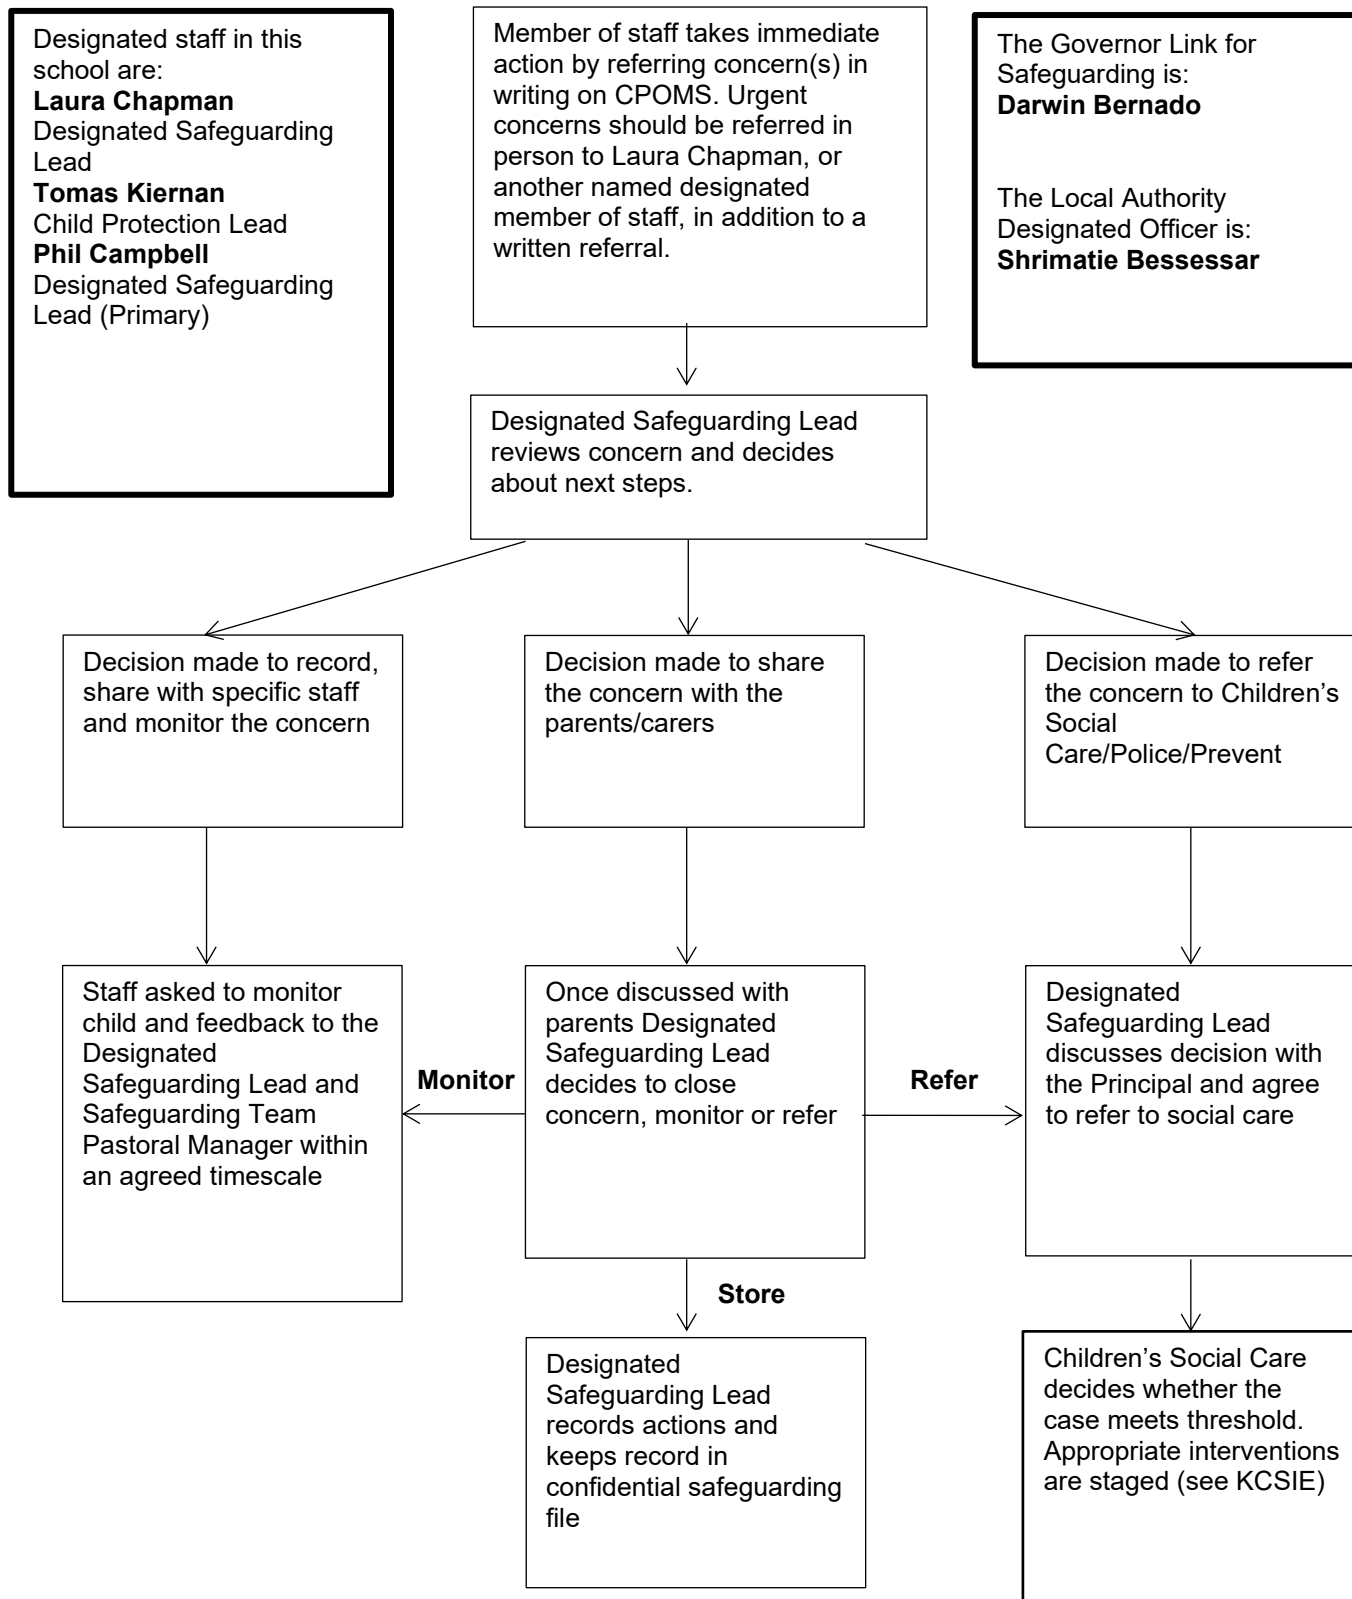 Designated staff in this
school are:
Laura Chapman
Designated Safeguarding
Lead
Tomas Kiernan
Child Protection Lead
Phil Campbell
Designated Safeguarding
Lead (Primary)
Member of staff takes immediate
action by referring concern(s) in
writing on CPOMS. Urgent
concerns should be referred in
person to Laura Chapman, or
another named designated
member of staff, in addition to a
written referral.
The Governor Link for
Safeguarding is:
Darwin Bernado
The Local Authority
Designated Officer is:
Shrimatie Bessessar
Designated Safeguarding Lead
reviews concern and decides
about next steps.
Decision made to record,
share with specific staff
and monitor the concern
Decision made to share
the concern with the
parents/carers
Decision made to refer
the concern to Children’s
Social
Care/Police/Prevent
Staff asked to monitor
child and feedback to the
Designated
Safeguarding Lead and
Safeguarding Team
Pastoral Manager within
an agreed timescale
Monitor
Once discussed with
parents Designated
Safeguarding Lead
decides to close
concern, monitor or refer
Refer
Designated
Safeguarding Lead
discusses decision with
the Principal and agree
to refer to social care
Store
Designated
Safeguarding Lead
records actions and
keeps record in
confidential safeguarding
file
Children’s Social Care
decides whether the
case meets threshold.
Appropriate interventions
are staged (see KCSIE)